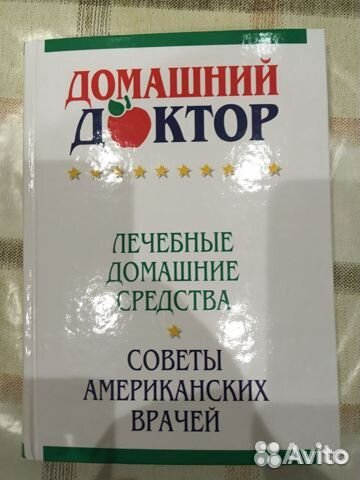 ДОМАШНИЙ
ДОКТОР
ЛЕЧЕБНЫЕ
ДОМАШНИЕ
СРЕДСТВА
СОВЕТЫ
АМЕРИКАНСКИХ
ВРАЧЕЙ
Avito